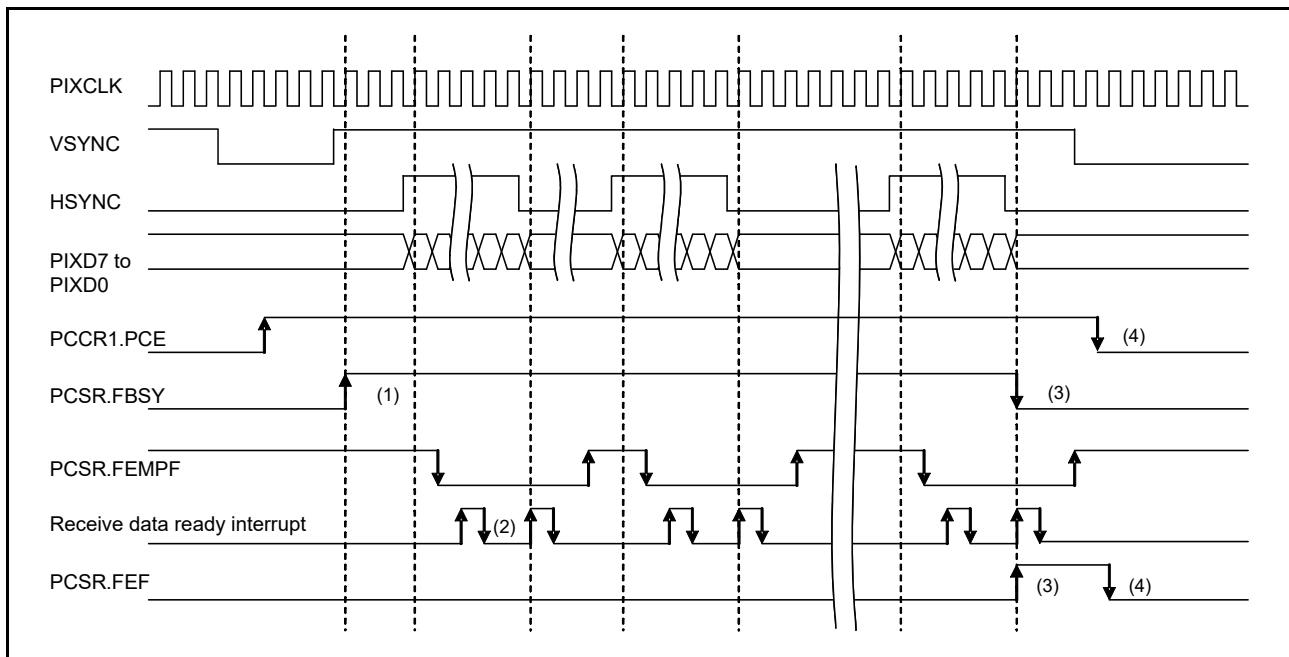 PIXCLK
VSYNC
HSYNC
PIXD7 to
PIXD0
PCCR1.PCE
(4)
PCSR.FBSY
(1)
(3)
PCSR.FEMPF
Receive data ready interrupt
(2)
PCSR.FEF
(3)
(4)